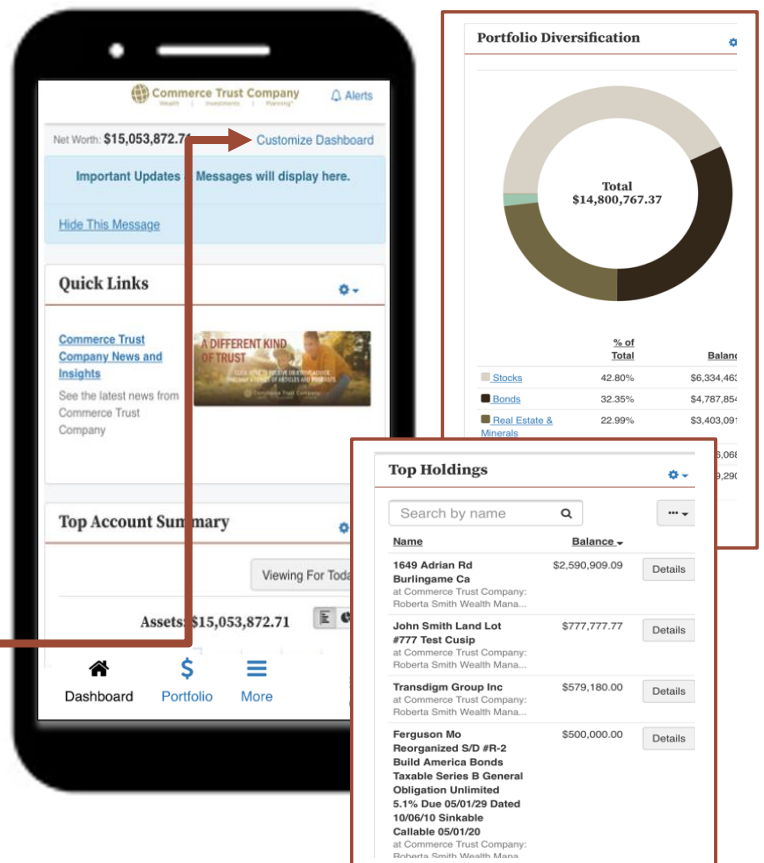 Commerce Trust Company
Wealth | Investments | Planning
Alerts
Net Worth: $15,053,872.71
Customize Dashboard
Important Updates & Messages will display here.
Hide This Message
Quick Links
Commerce Trust
Company News and
Insights
See the latest news from
Commerce Trust
Company
A DIFFERENT KIND
OF TRUST
Commerce Trust Company
Top Account Summary
Viewing For Toda
Assets: $15,053,872.71
Dashboard
Portfolio
More
Portfolio Diversification
Total
$14,800,767.37
% of
Total
Balanc
Stocks 42.80% $6,334,463
Bonds 32.35% $4,787,854
Real Estate & 22.99% $3,403,091
Minerals
6,068
9,290
Top Holdings
Search by name
Name Balance
1649 Adrian Rd $2,590,909.09 Details
Burlingame Ca
at Commerce Trust Company:
Roberta Smith Wealth Mana...
John Smith Land Lot $777,777.77 Details
#777 Test Cusip
at Commerce Trust Company:
Roberta Smith Wealth Mana...
Transdigm Group Inc $579,180.00 Details
at Commerce Trust Company:
Roberta Smith Wealth Mana...
Ferguson Mo $500,000.00 Details
Reorganized S/D #R-2
Build America Bonds
Taxable Series B General
Obligation Unlimited
5.1% Due 05/01/29 Dated
10/06/10 Sinkable
Callable 05/01/20
at Commerce Trust Company:
Roberta Smith Wealth Mana